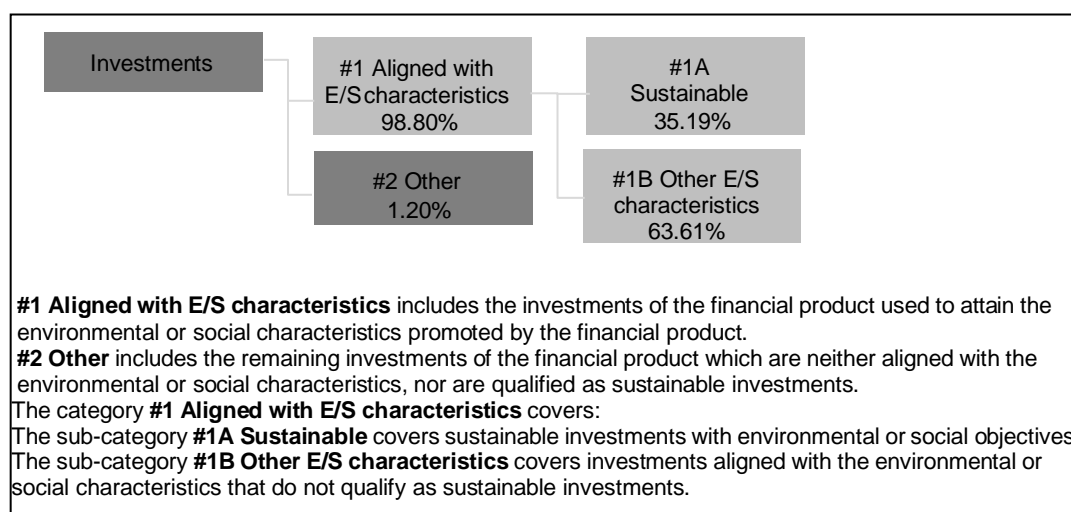 Investments
#1 Aligned with
E/S characteristics
98.80%
#1A
Sustainable
35.19%
#2 Other
1.20%
#1B Other E/S
characteristics
63.61%
#1 Aligned with E/S characteristics includes the investments of the financial product used to attain the
environmental or social characteristics promoted by the financial product.
#2 Other includes the remaining investments of the financial product which are neither aligned with the
environmental or social characteristics, nor are qualified as sustainable investments.
The category #1 Aligned with E/S characteristics covers:
The sub-category #1A Sustainable covers sustainable investments with environmental or social objectives
The sub-category #1B Other E/S characteristics covers investments aligned with the environmental or
social characteristics that do not qualify as sustainable investments.